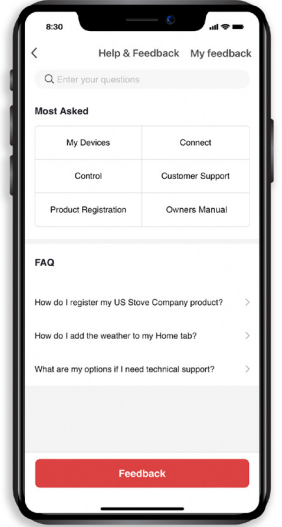 8:30
Help & Feedback My feedback
Enter your questions
Most Asked
My Devices Connect
Control Customer Support
Product Registration Owners Manual
FAQ
How do I register my US Stove Company product?
How do I add the weather to my Home tab?
What are my options if I need technical support?
Feedback